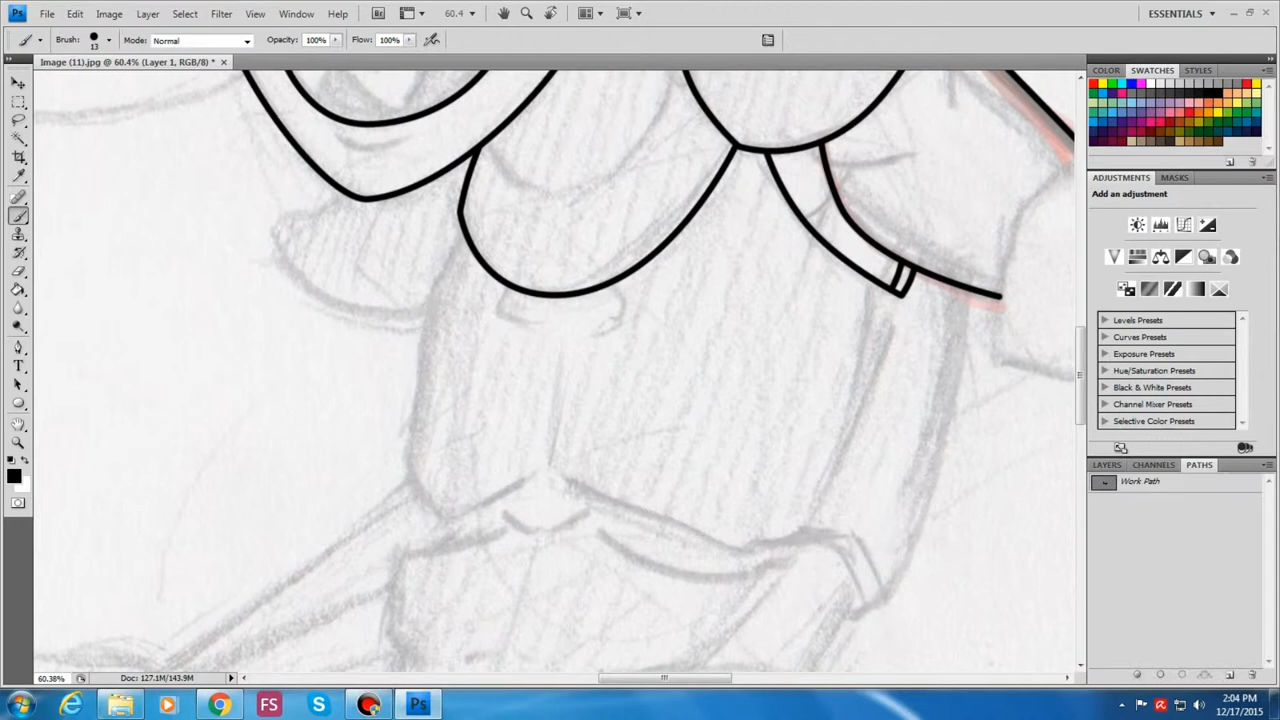 Ps File Edit Image Layer Select Filter View Window Help Br 60.4 ESSENTIALS
Brush: 13 Mode: Normal Opacity: 100% Flow: 100%
Image (11).jpg @ 60.4% (Layer 1, RGB/8) *
COLOR SWATCHES STYLES
ADJUSTMENTS MASKS
Add an adjustment
Levels Presets
Curves Presets
Exposure Presets
Hue/Saturation Presets
Black & White Presets
Channel Mixer Presets
Selective Color Presets
LAYERS CHANNELS PATHS
Work Path
60.38% Doc: 127.1M/143.9M
FS Ps
2:04 PM
12/17/2015